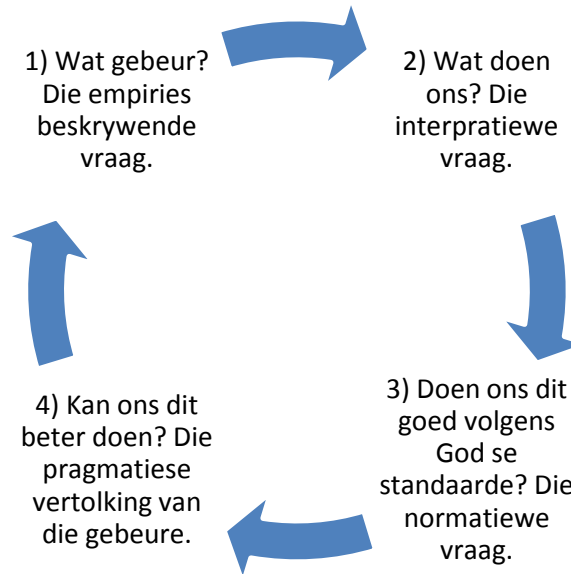 1) Wat gebeur?
Die empiries
beskrywende
vraag.
2) Wat doen
ons? Die
interpratiewe
vraag.
3) Doen ons dit
goed volgens
God se
standaarde? Die
normatiewe
vraag.
4) Kan ons dit
beter doen? Die
pragmatiese
vertolking van
die gebeure.